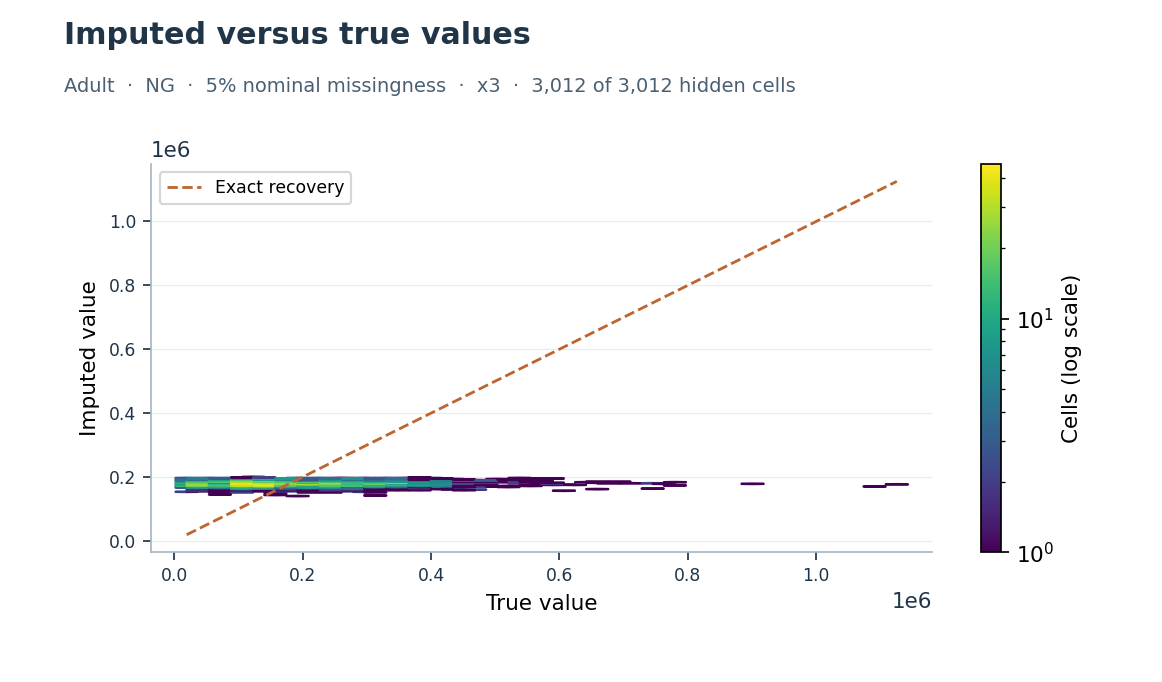 Imputed versus true values
Adult · NG · 5% nominal missingness · x3 · 3,012 of 3,012 hidden cells
1e6
Exact recovery
1.0
0.8
0.6
0.4
0.2
0.0
Imputed value
0.0 0.2 0.4 0.6 0.8 1.0
True value
1e6
10¹
10⁰
Cells (log scale)